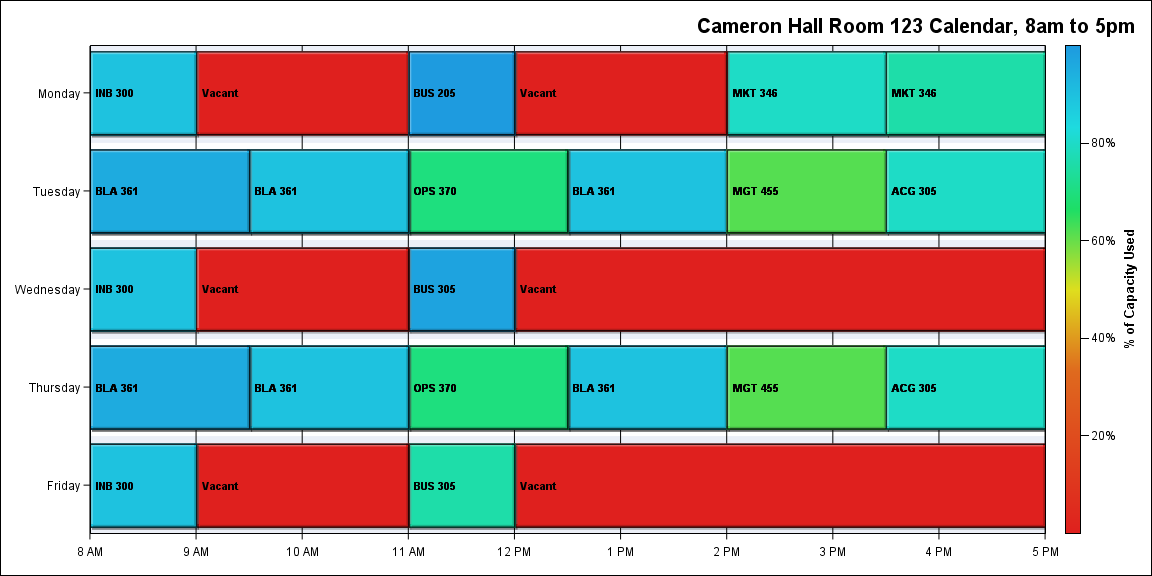 Cameron Hall Room 123 Calendar, 8am to 5pm
Monday INB 300 Vacant BUS 205 Vacant MKT 346 MKT 346
80%
Tuesday BLA 361 BLA 361 OPS 370 BLA 361 MGT 455 ACG 305
60%
Wednesday INB 300 Vacant BUS 305 Vacant
% of Capacity Used
40%
Thursday BLA 361 BLA 361 OPS 370 BLA 361 MGT 455 ACG 305
20%
Friday INB 300 Vacant BUS 305 Vacant
8 AM 9 AM 10 AM 11 AM 12 PM 1 PM 2 PM 3 PM 4 PM 5 PM